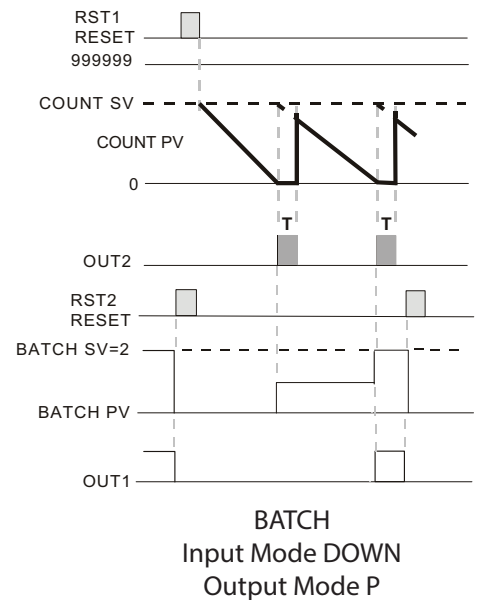 RST1
RESET
999999
COUNT SV
COUNT PV
0
T T
OUT2
RST2
RESET
BATCH SV=2
BATCH PV
OUT1
BATCH
Input Mode DOWN
Output Mode P